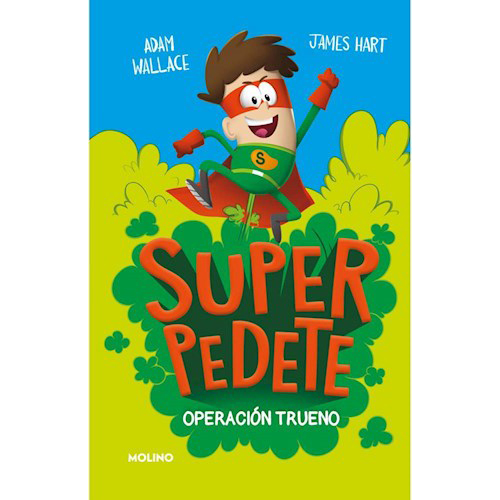 ADAM
WALLACE
JAMES HART
S
SUPER
PEDETE
OPERACIÓN TRUENO
MOLINO